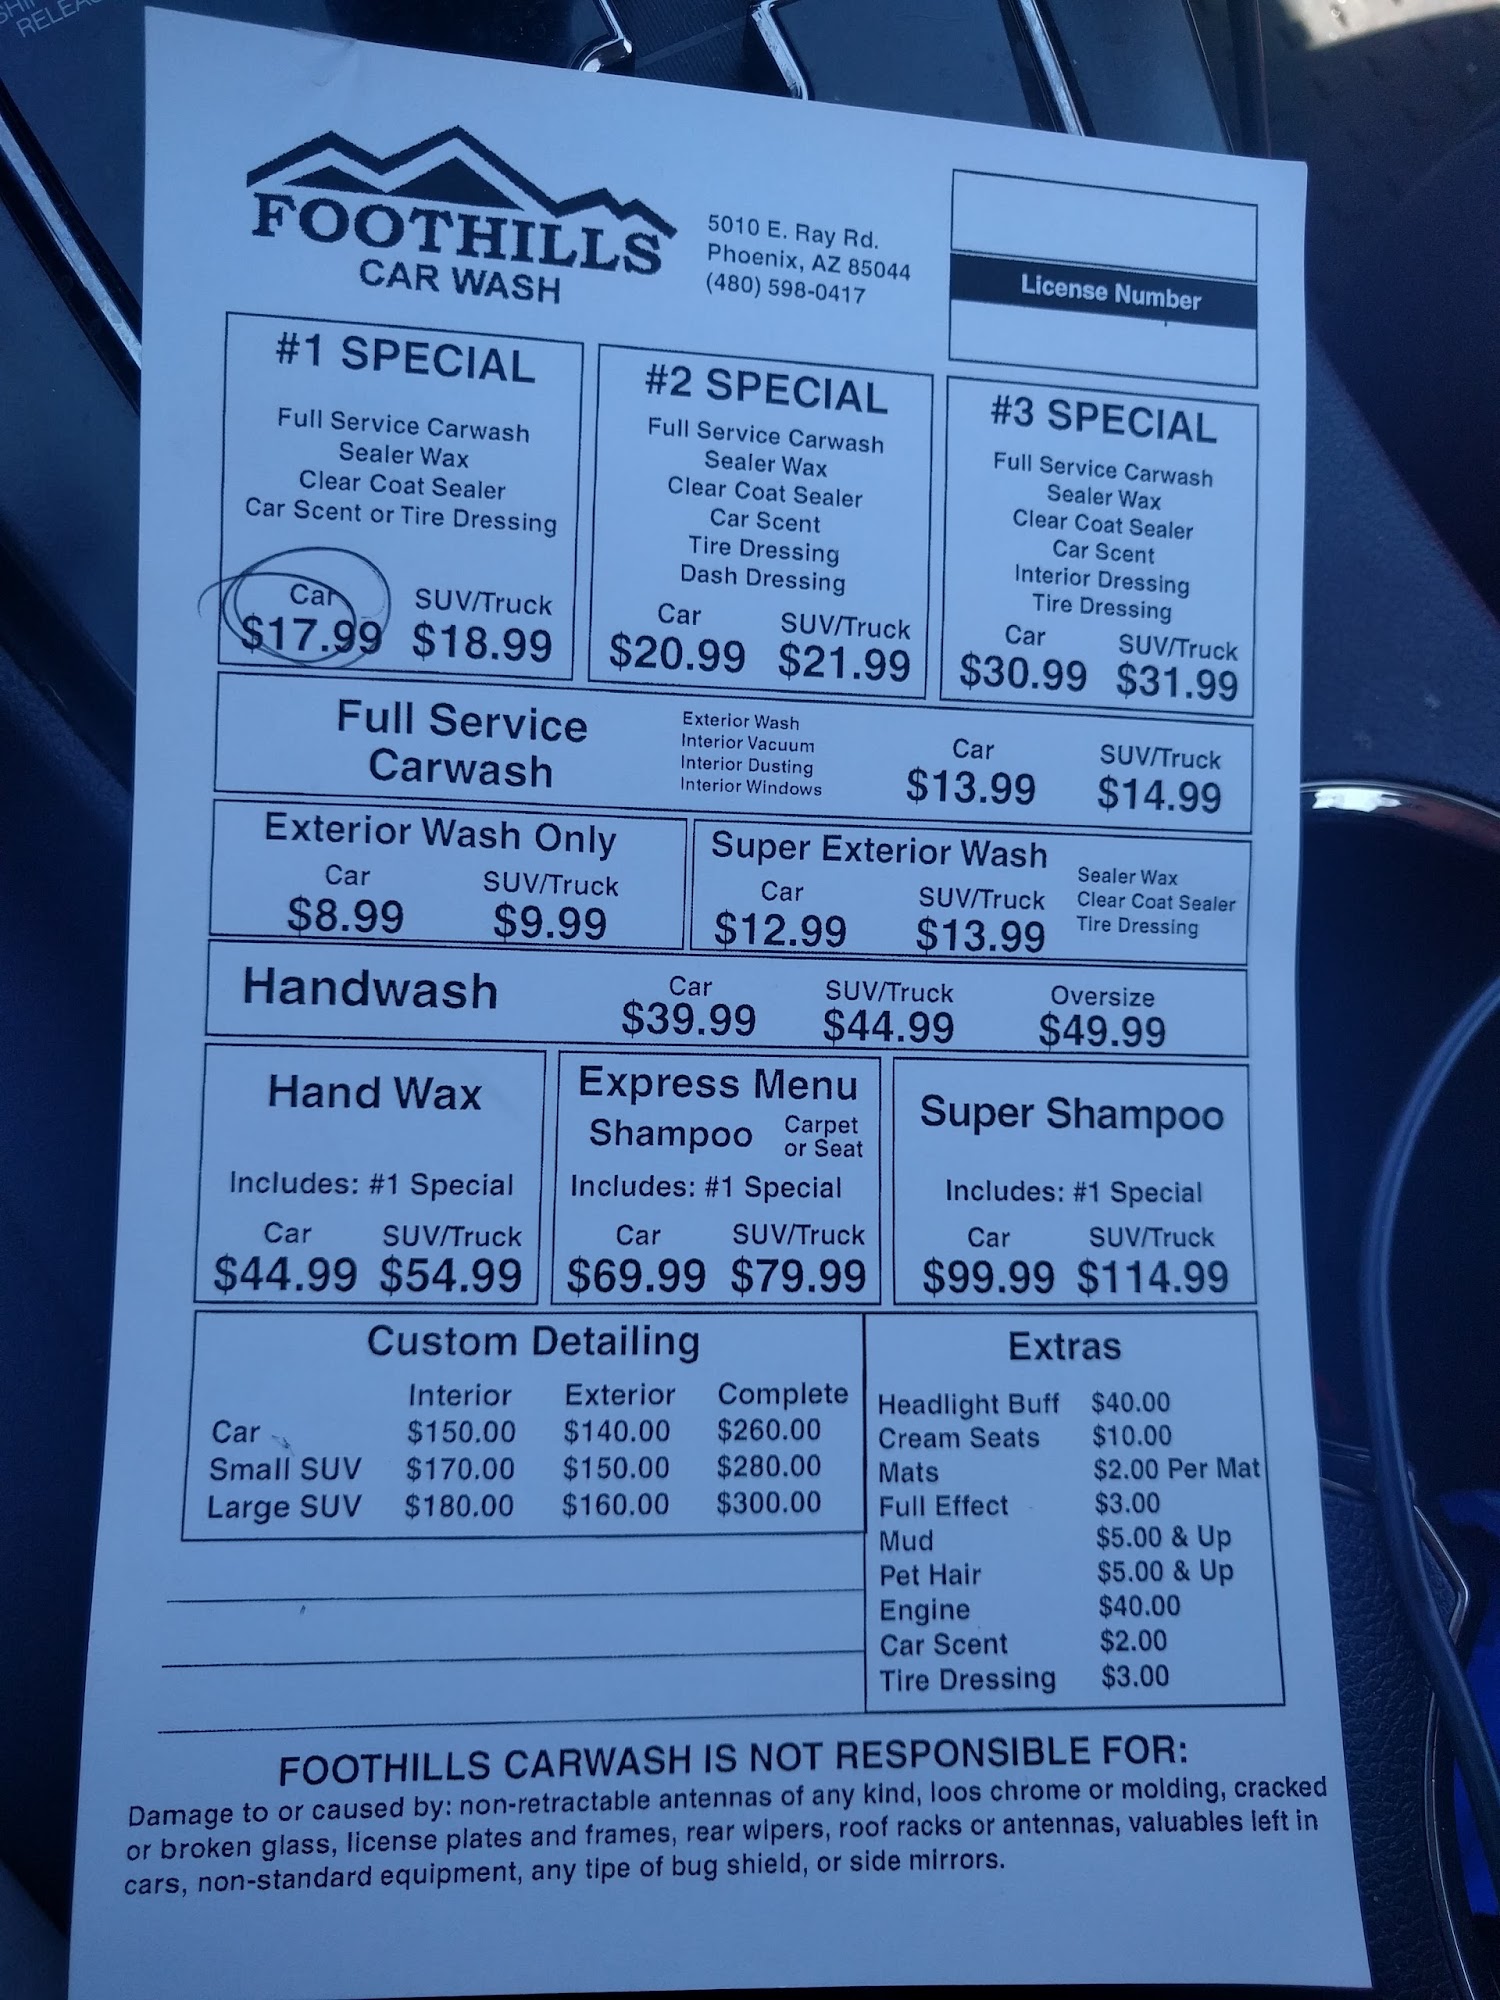 RELEA
FOOTHILLS
CAR WASH
5010 E. Ray Rd.
Phoenix, AZ 85044
(480) 598-0417
License Number
#1 SPECIAL
Full Service Carwash
Sealer Wax
Clear Coat Sealer
Car Scent or Tire Dressing
Car SUV/Truck
$17.99 $18.99
#2 SPECIAL
Full Service Carwash
Sealer Wax
Clear Coat Sealer
Car Scent
Tire Dressing
Dash Dressing
Car SUV/Truck
$20.99 $21.99
#3 SPECIAL
Full Service Carwash
Sealer Wax
Clear Coat Sealer
Car Scent
Interior Dressing
Tire Dressing
Car SUV/Truck
$30.99 $31.99
Full Service
Carwash
Exterior Wash
Interior Vacuum
Interior Dusting
Interior Windows
Car SUV/Truck
$13.99 $14.99
Exterior Wash Only
Car SUV/Truck
$8.99 $9.99
Super Exterior Wash
Car SUV/Truck
$12.99 $13.99
Sealer Wax
Clear Coat Sealer
Tire Dressing
Handwash
Car SUV/Truck Oversize
$39.99 $44.99 $49.99
Hand Wax
Includes: #1 Special
Car SUV/Truck
$44.99 $54.99
Express Menu
Shampoo Carpet
or Seat
Includes: #1 Special
Car SUV/Truck
$69.99 $79.99
Super Shampoo
Includes: #1 Special
Car SUV/Truck
$99.99 $114.99
Custom Detailing
Interior Exterior Complete
Car $150.00 $140.00 $260.00
Small SUV $170.00 $150.00 $280.00
Large SUV $180.00 $160.00 $300.00
Extras
Headlight Buff $40.00
Cream Seats $10.00
Mats $2.00 Per Mat
Full Effect $3.00
Mud $5.00 & Up
Pet Hair $5.00 & Up
Engine $40.00
Car Scent $2.00
Tire Dressing $3.00
FOOTHILLS CARWASH IS NOT RESPONSIBLE FOR:
Damage to or caused by: non-retractable antennas of any kind, loos chrome or molding, cracked
or broken glass, license plates and frames, rear wipers, roof racks or antennas, valuables left in
cars, non-standard equipment, any tipe of bug shield, or side mirrors.